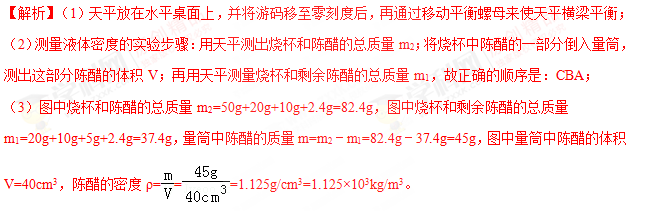 【解析】（1）天平放在水平桌面上，并将游码移至零刻度后，再通过移动平衡螺母来使天平横梁平衡；
（2）测量液体密度的实验步骤：用天平测出烧杯和陈醋的总质量 m2；将烧杯中陈醋的一部分倒入量筒，
测出这部分陈醋的体积 V；再用天平测量烧杯和剩余陈醋的总质量 m1，故正确的顺序是：CBA；
（3）图中烧杯和陈醋的总质量 m2=50g+20g+10g+2.4g=82.4g，图中烧杯和剩余陈醋的总质量
m1=20g+10g+5g+2.4g=37.4g，量筒中陈醋的质量 m=m2﹣m1=82.4g﹣37.4g=45g，图中量筒中陈醋的体积
V=40cm3，陈醋的密度 ρ=m/V=45g/40cm3=1.125g/cm3=1.125×103kg/m3。